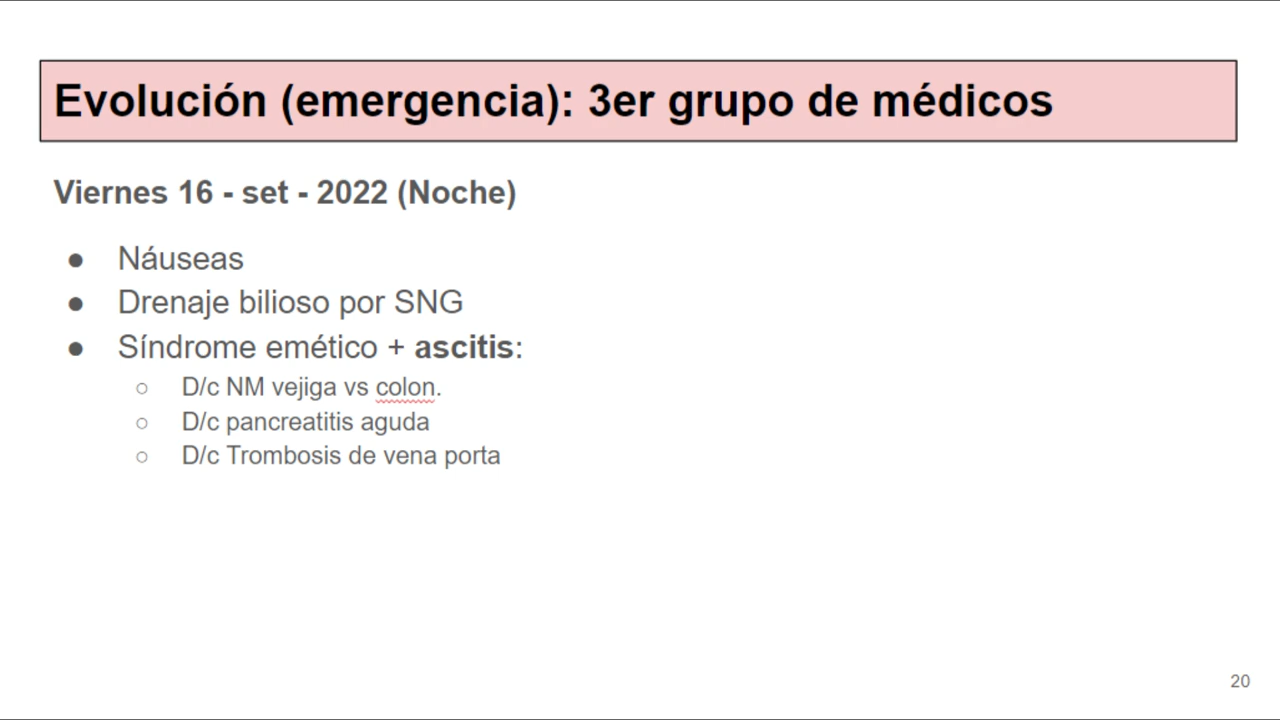 Evolución (emergencia): 3er grupo de médicos
Viernes 16 - set - 2022 (Noche)
● Náuseas
● Drenaje bilioso por SNG
● Síndrome emético + ascitis:
○ D/c NM vejiga vs colon.
○ D/c pancreatitis aguda
○ D/c Trombosis de vena porta
20